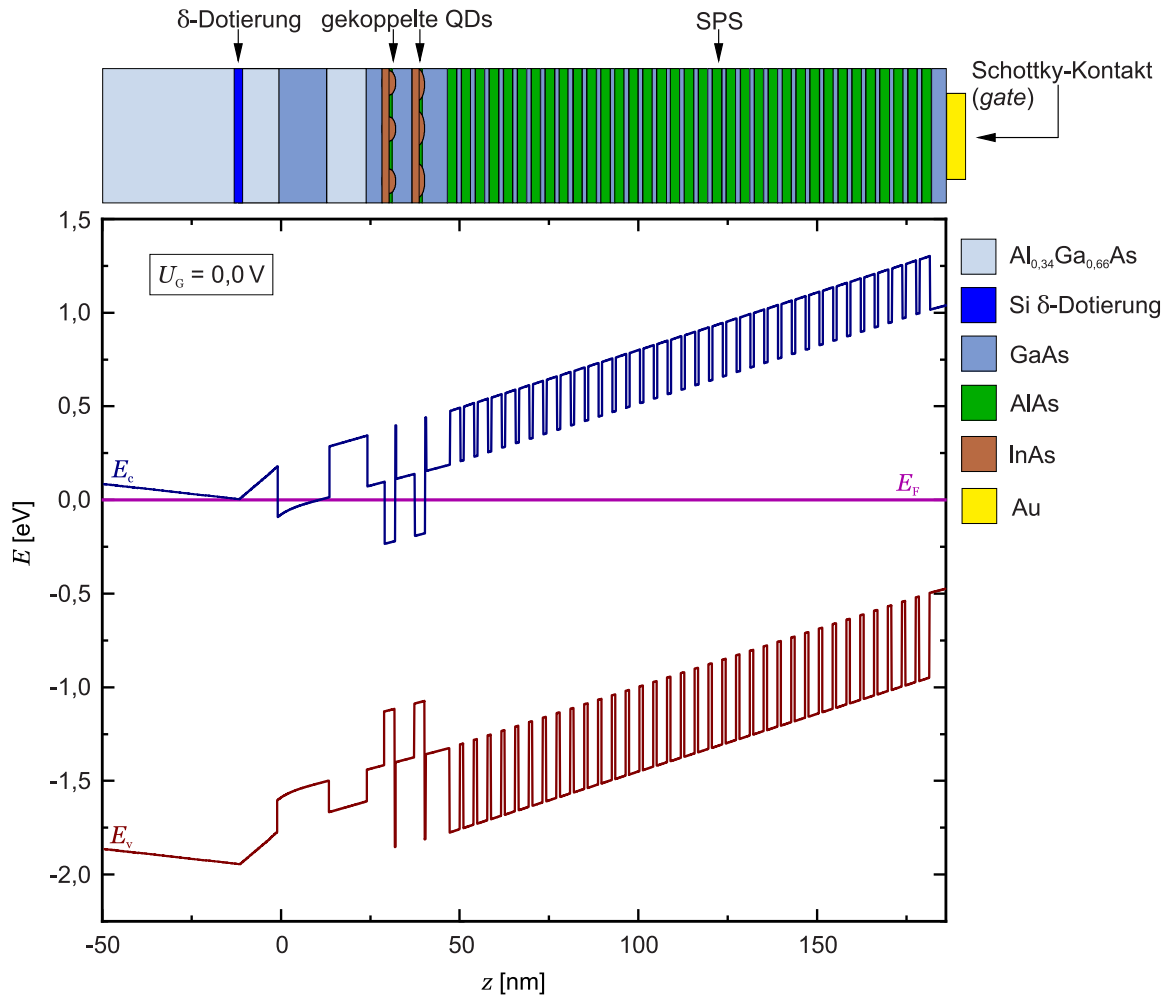 δ-Dotierung
gekoppelte QDs
SPS
Schottky-Kontakt
(gate)
1,5
1,0
0,5
0,0
-0,5
-1,0
-1,5
-2,0
E [eV]
U_G = 0,0 V
E_c
E_F
E_v
-50
0
50
100
150
z [nm]
Al0,34Ga0,66As
Si δ-Dotierung
GaAs
AlAs
InAs
Au